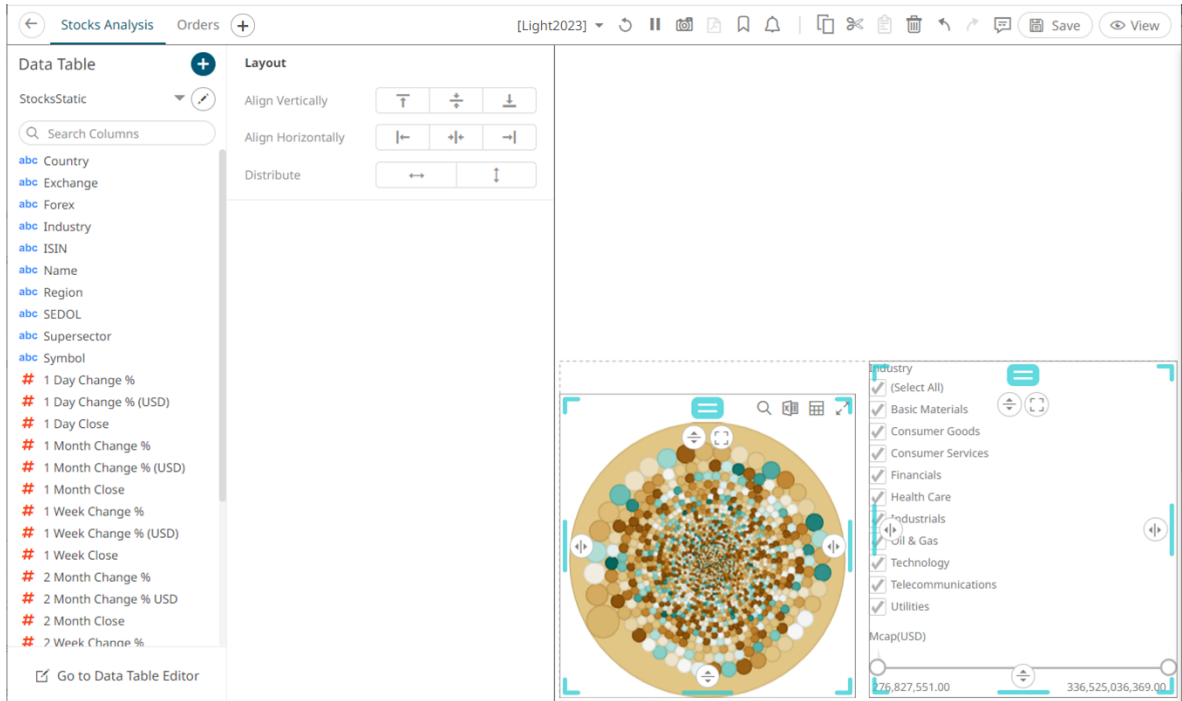 Stocks Analysis Orders [Light2023] Save View
Data Table
StocksStatic
Search Columns
abc Country
abc Exchange
abc Forex
abc Industry
abc ISIN
abc Name
abc Region
abc SEDOL
abc Supersector
abc Symbol
# 1 Day Change %
# 1 Day Change % (USD)
# 1 Day Close
# 1 Month Change %
# 1 Month Change % (USD)
# 1 Month Close
# 1 Week Change %
# 1 Week Change % (USD)
# 1 Week Close
# 2 Month Change %
# 2 Month Change % USD
# 2 Month Close
# 2 Week Change %
Go to Data Table Editor
Layout
Align Vertically
Align Horizontally
Distribute
Industry
(Select All)
Basic Materials
Consumer Goods
Consumer Services
Financials
Health Care
Industrials
Oil & Gas
Technology
Telecommunications
Utilities
Mcap(USD)
276,827,551.00 336,525,036,369.00